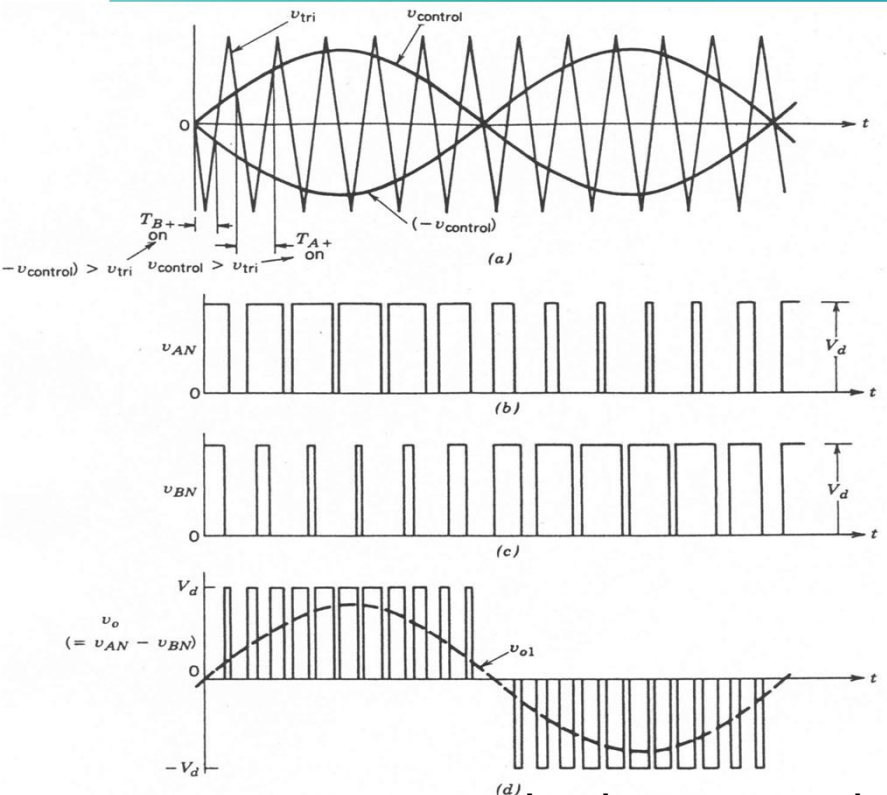 v_tri
v_control
0
t
(-v_control)
T_B+
on
T_A+
on
-v_control) > v_tri v_control > v_tri
(a)
v_AN
V_d
0
t
(b)
v_BN
V_d
0
t
(c)
V_d
v_o
(= v_AN - v_BN)
v_o1
0
t
-V_d
(d)